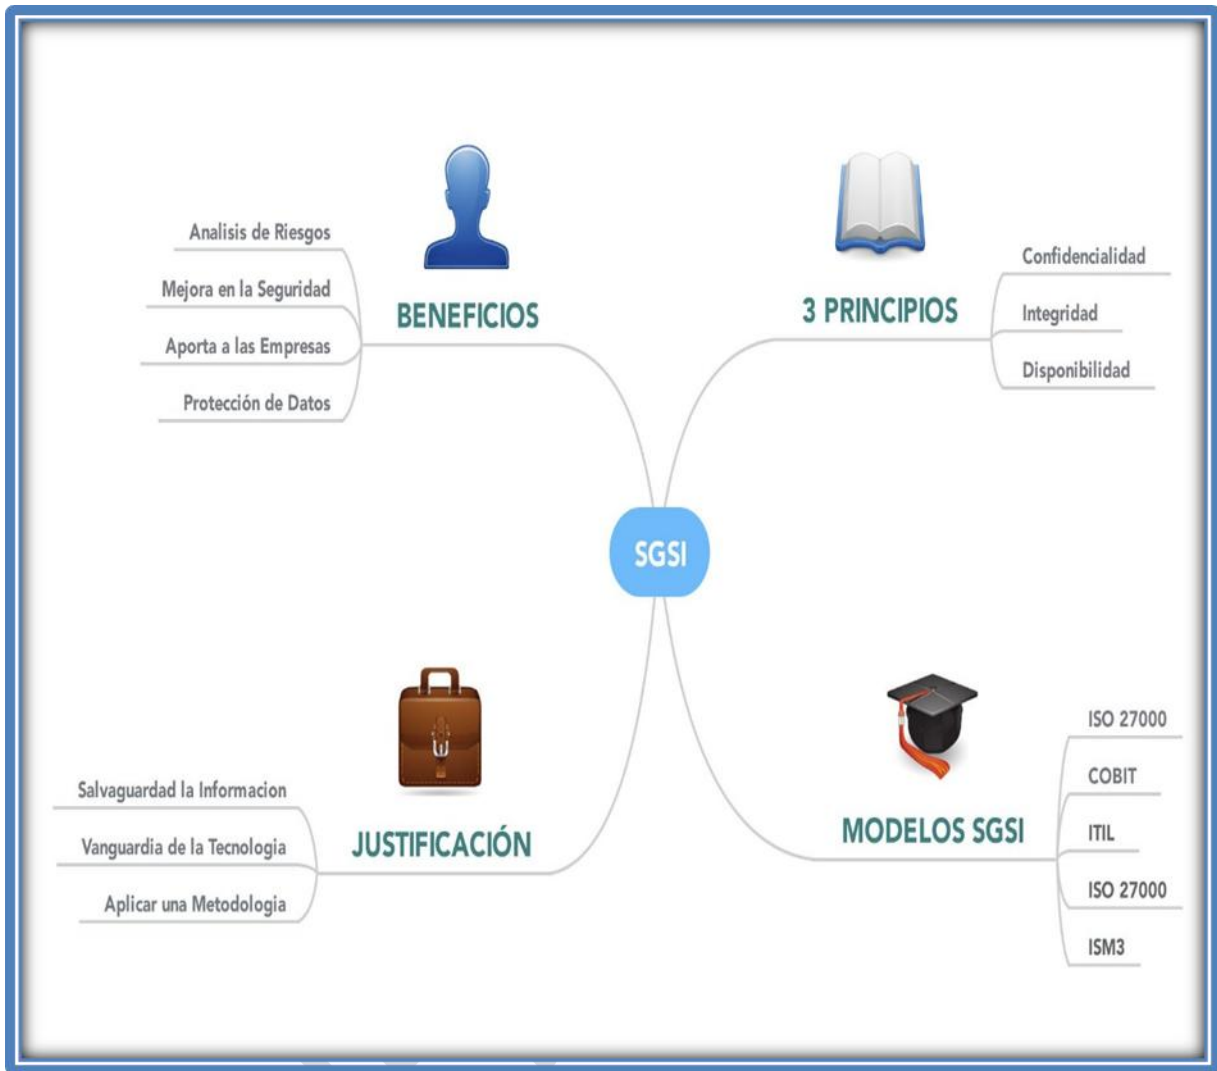 BENEFICIOS
Analisis de Riesgos
Mejora en la Seguridad
Aporta a las Empresas
Protección de Datos
3 PRINCIPIOS
Confidencialidad
Integridad
Disponibilidad
SGSI
JUSTIFICACIÓN
Salvaguardad la Informacion
Vanguardia de la Tecnologia
Aplicar una Metodologia
MODELOS SGSI
ISO 27000
COBIT
ITIL
ISO 27000
ISM3